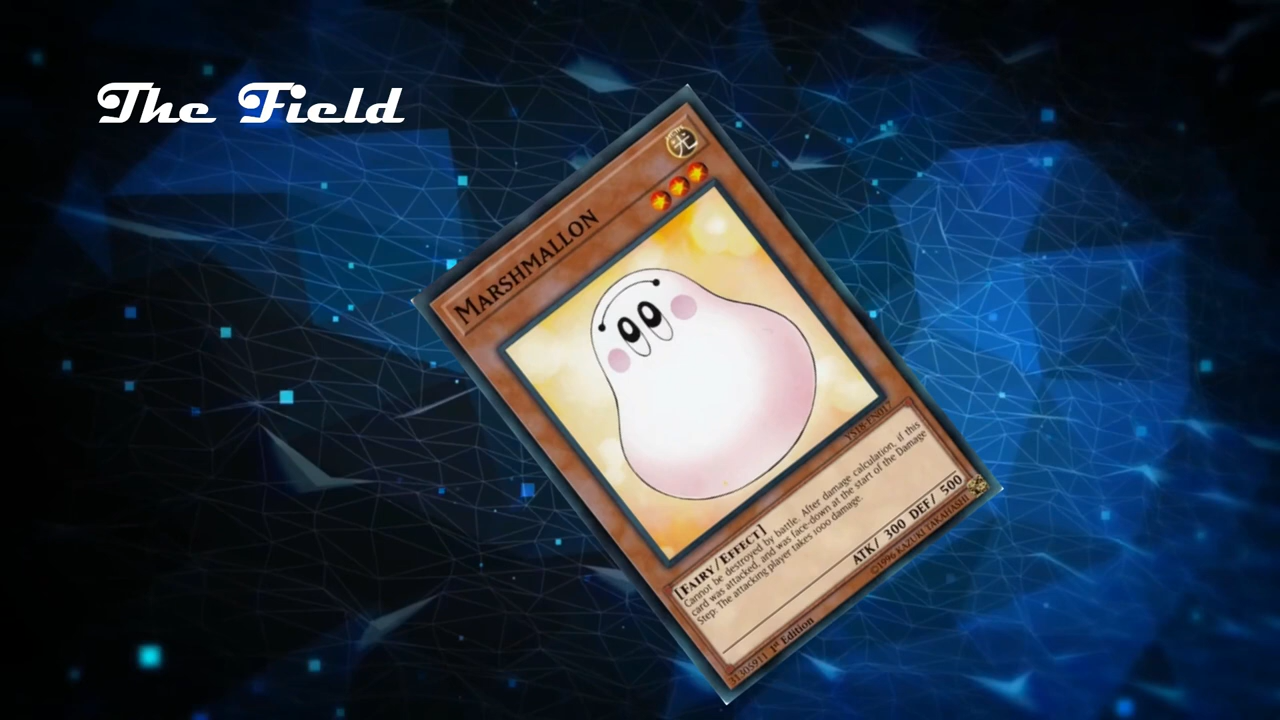 The Field
MARSHMALLON
光
YS18-EN017
[FAIRY/EFFECT]
Cannot be destroyed by battle. After damage calculation, if this
card was attacked, and was face-down at the start of the Damage
Step: The attacking player takes 1000 damage.
ATK/ 300 DEF/ 500
31305911 1st Edition
©1996 KAZUKI TAKAHASHI